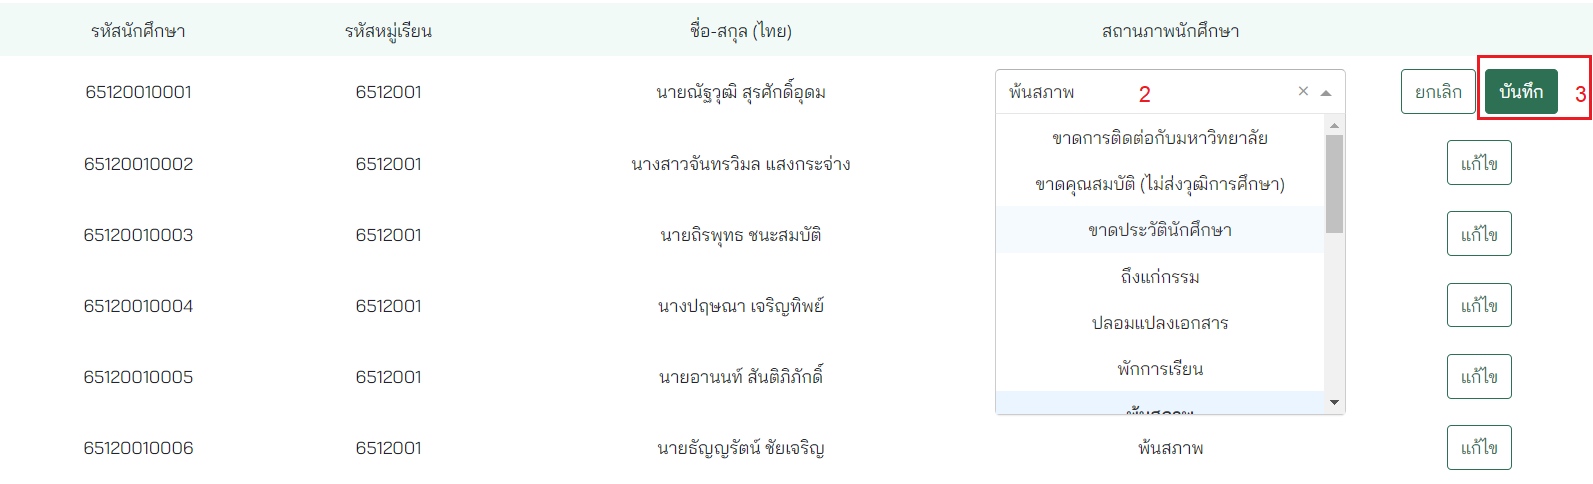 รหัสนักศึกษา รหัสหมู่เรียน ชื่อ-สกุล (ไทย) สถานภาพนักศึกษา
65120010001 6512001 นายณัฐวุฒิ สุรศักดิ์อุดม พ้นสภาพ 2 × ยกเลิก บันทึก 3
ขาดการติดต่อกับมหาวิทยาลัย
65120010002 6512001 นางสาวจันทรวิมล แสงกระจ่าง แก้ไข
ขาดคุณสมบัติ (ไม่ส่งวุฒิการศึกษา)
65120010003 6512001 นายถิรพุทธ ชนะสมบัติ ขาดประวัตินักศึกษา แก้ไข
ถึงแก่กรรม
65120010004 6512001 นางปฤษณา เจริญทิพย์ แก้ไข
ปลอมแปลงเอกสาร
65120010005 6512001 นายอานนท์ สันติภิภักดิ์ พักการเรียน แก้ไข
พ้นสภาพ
65120010006 6512001 นายธัญญรัตน์ ชัยเจริญ พ้นสภาพ แก้ไข